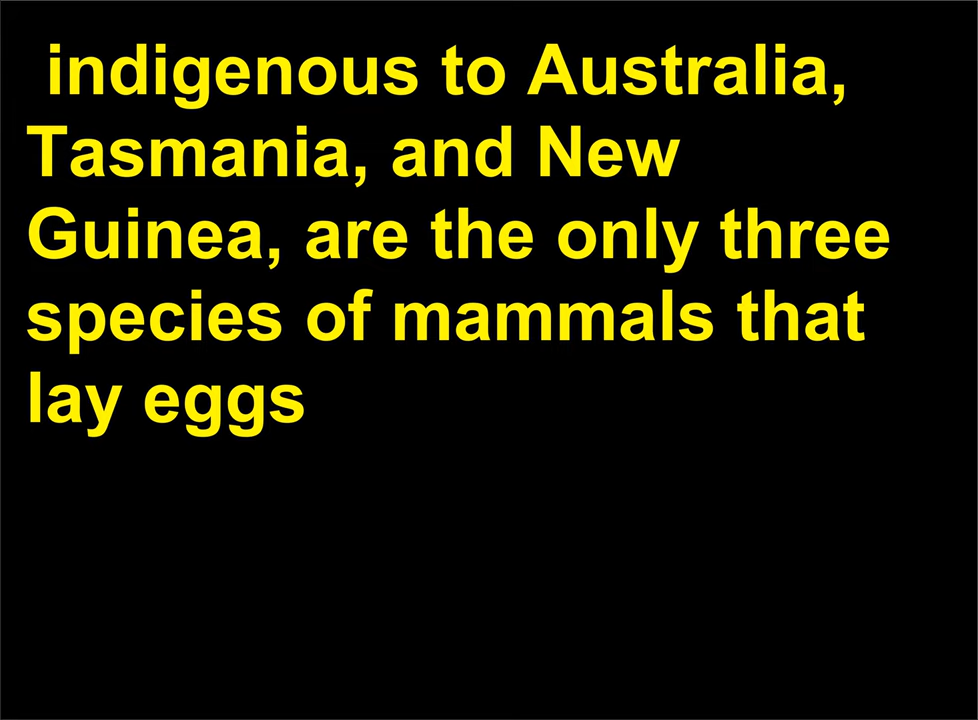 indigenous to Australia,
Tasmania, and New
Guinea, are the only three
species of mammals that
lay eggs